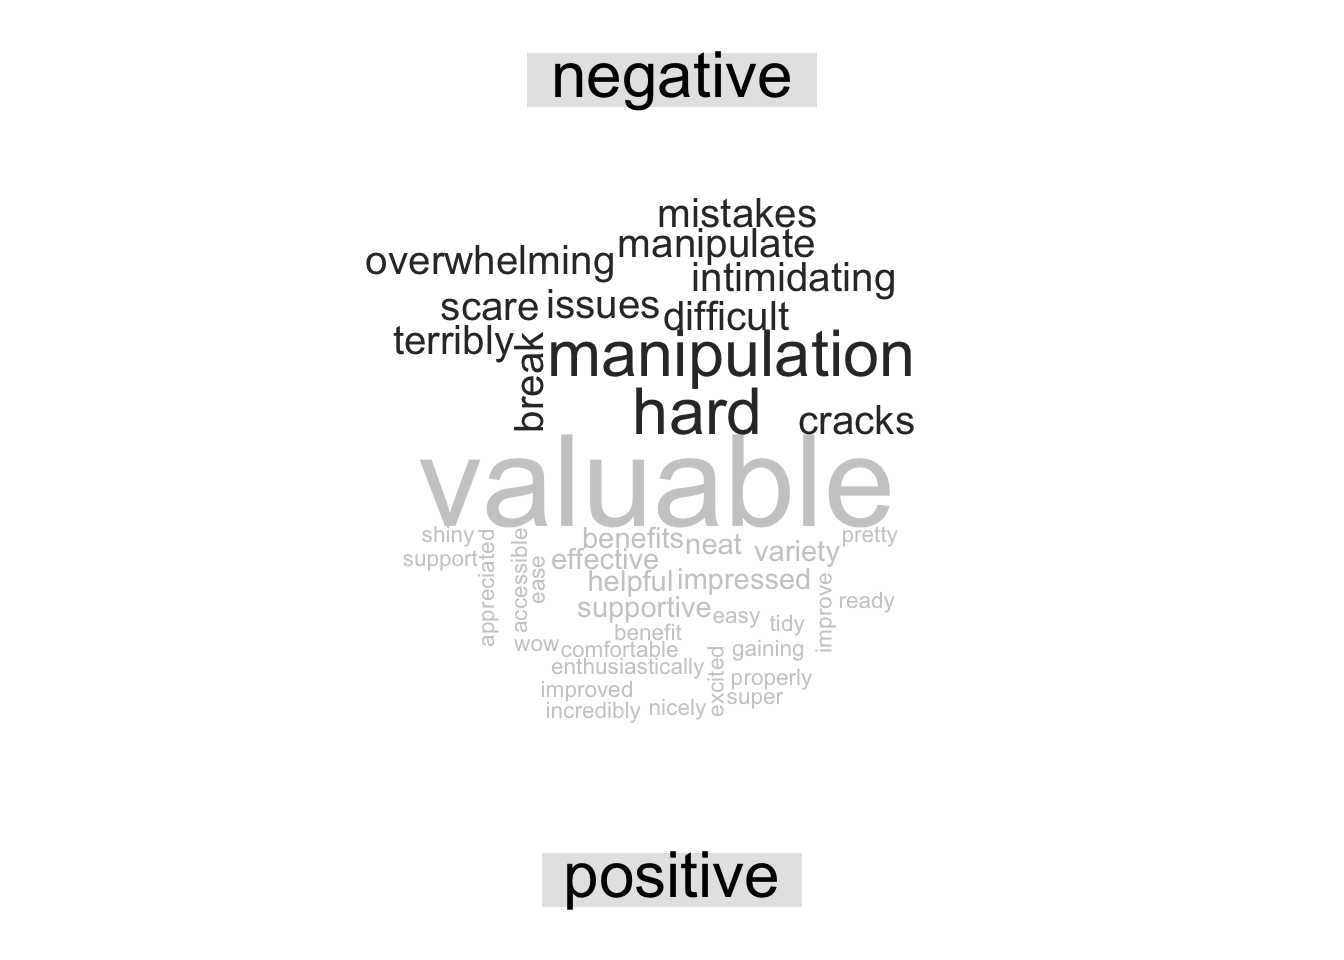 negative
mistakes
manipulate
overwhelming
intimidating
scare
issues
difficult
terribly
break
manipulation
hard
cracks
valuable
shiny
benefits
neat
variety
pretty
support
appreciated
accessible
ease
effective
helpful
impressed
improve
ready
supportive
easy
tidy
benefit
wow
comfortable
gaining
enthusiastically
excited
properly
improved
super
incredibly
nicely
positive